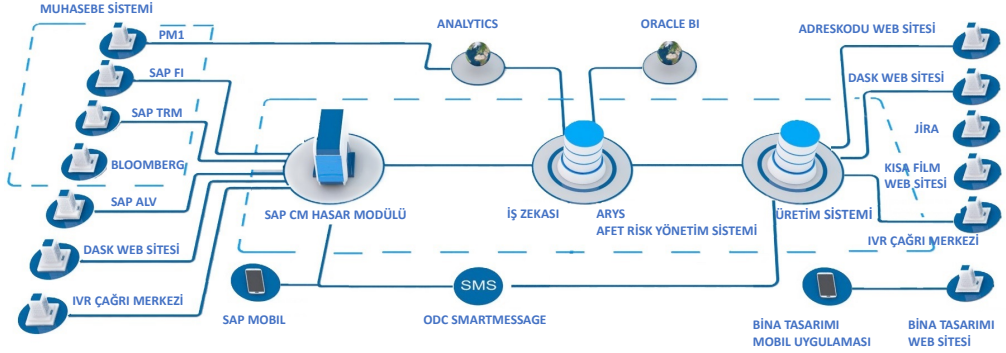 MUHASEBE SİSTEMİ
PM1
ANALYTICS
ORACLE BI
ADRESKODU WEB SİTESİ
SAP FI
DASK WEB SİTESİ
SAP TRM
JİRA
BLOOMBERG
KISA FİLM
WEB SİTESİ
SAP ALV
SAP CM HASAR MODÜLÜ
İŞ ZEKASI
ARYS
AFET RİSK YÖNETİM SİSTEMİ
ÜRETİM SİSTEMİ
IVR ÇAĞRI MERKEZİ
DASK WEB SİTESİ
IVR ÇAĞRI MERKEZİ
SMS
SAP MOBIL
ODC SMARTMESSAGE
BİNA TASARIMI
MOBIL UYGULAMASI
BİNA TASARIMI
WEB SİTESİ